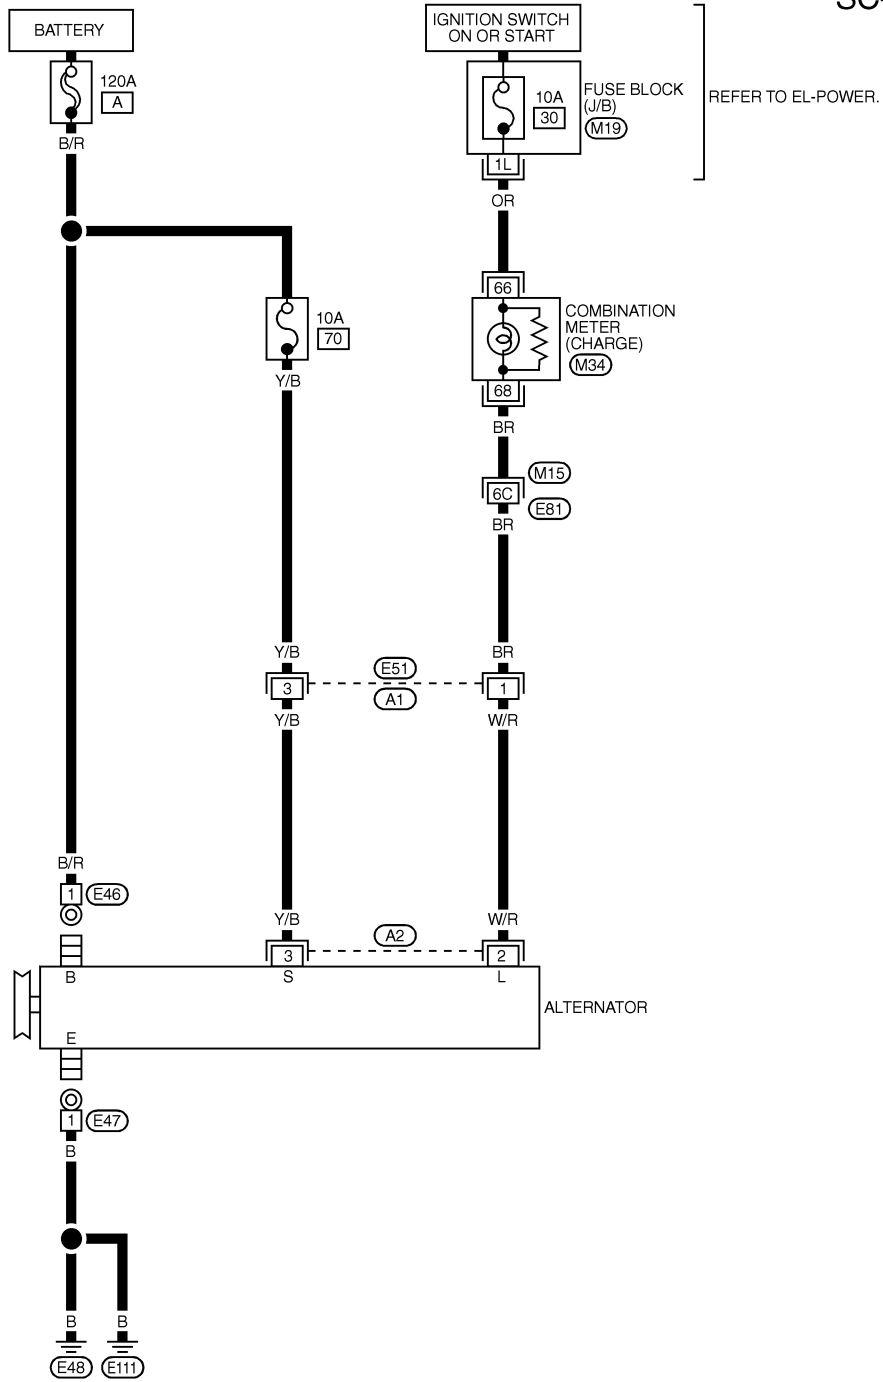 SC-
BATTERY
IGNITION SWITCH
ON OR START
120A
A
10A
30
FUSE BLOCK
(J/B)
M19
REFER TO EL-POWER.
B/R
1L
OR
66
10A
70
COMBINATION
METER
(CHARGE)
M34
Y/B
68
BR
M15
6C
E81
BR
Y/B
BR
E51
3
1
A1
Y/B
W/R
B/R
1
E46
Y/B
W/R
A2
3
2
B
S
L
ALTERNATOR
E
1
E47
B
B
B
E48
E111